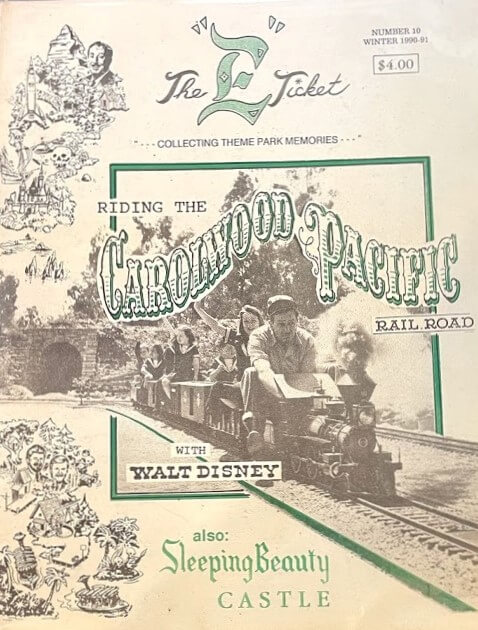 The "E" Ticket
NUMBER 10
WINTER 1990-91
$4.00
"- - - COLLECTING THEME PARK MEMORIES - - -"
RIDING THE
CAROLWOOD PACIFIC
RAIL ROAD
WITH
WALT DISNEY
also:
Sleeping Beauty
CASTLE